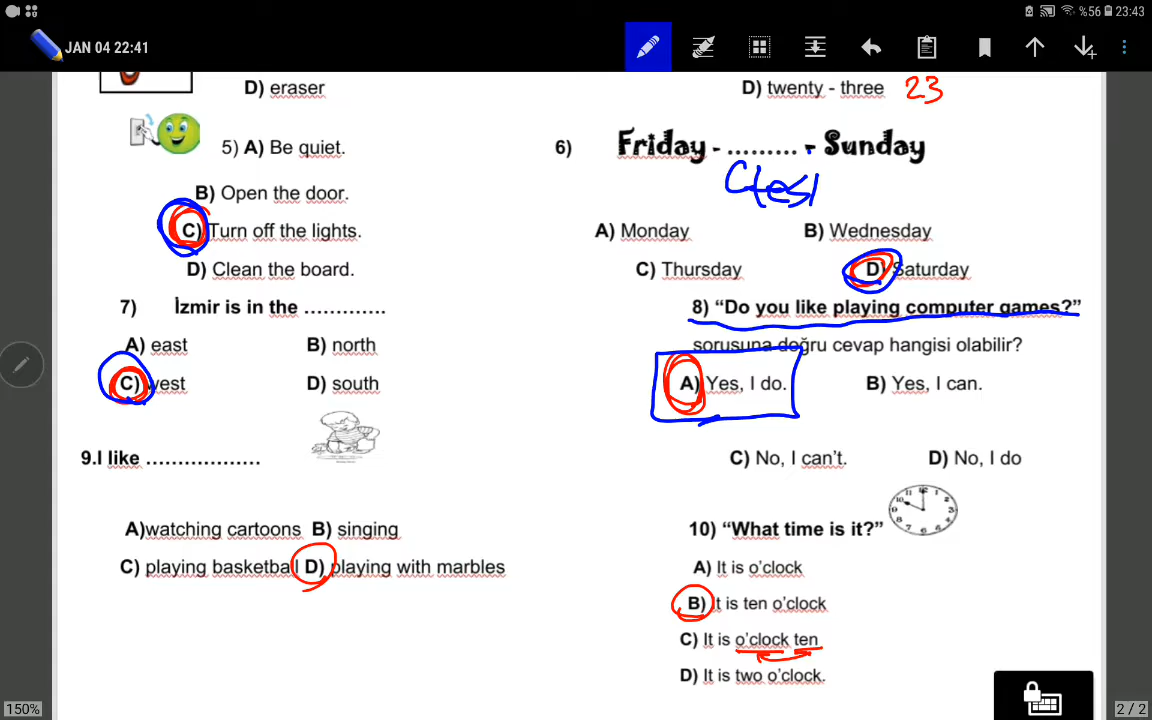 %56 23:43
JAN 04 22:41
D) eraser
D) twenty - three 23
5) A) Be quiet.
B) Open the door.
C) Turn off the lights.
D) Clean the board.
6) Friday - ......... - Sunday
A) Monday B) Wednesday
C) Thursday D) Saturday
7) İzmir is in the .............
A) east B) north
C) west D) south
8) “Do you like playing computer games?”
sorusuna doğru cevap hangisi olabilir?
A) Yes, I do. B) Yes, I can.
C) No, I can’t. D) No, I do
9.I like ...................
A)watching cartoons B) singing
C) playing basketball D) playing with marbles
10) “What time is it?”
A) It is o’clock
B) It is ten o’clock
C) It is o’clock ten
D) It is two o’clock.
150%
2 / 2